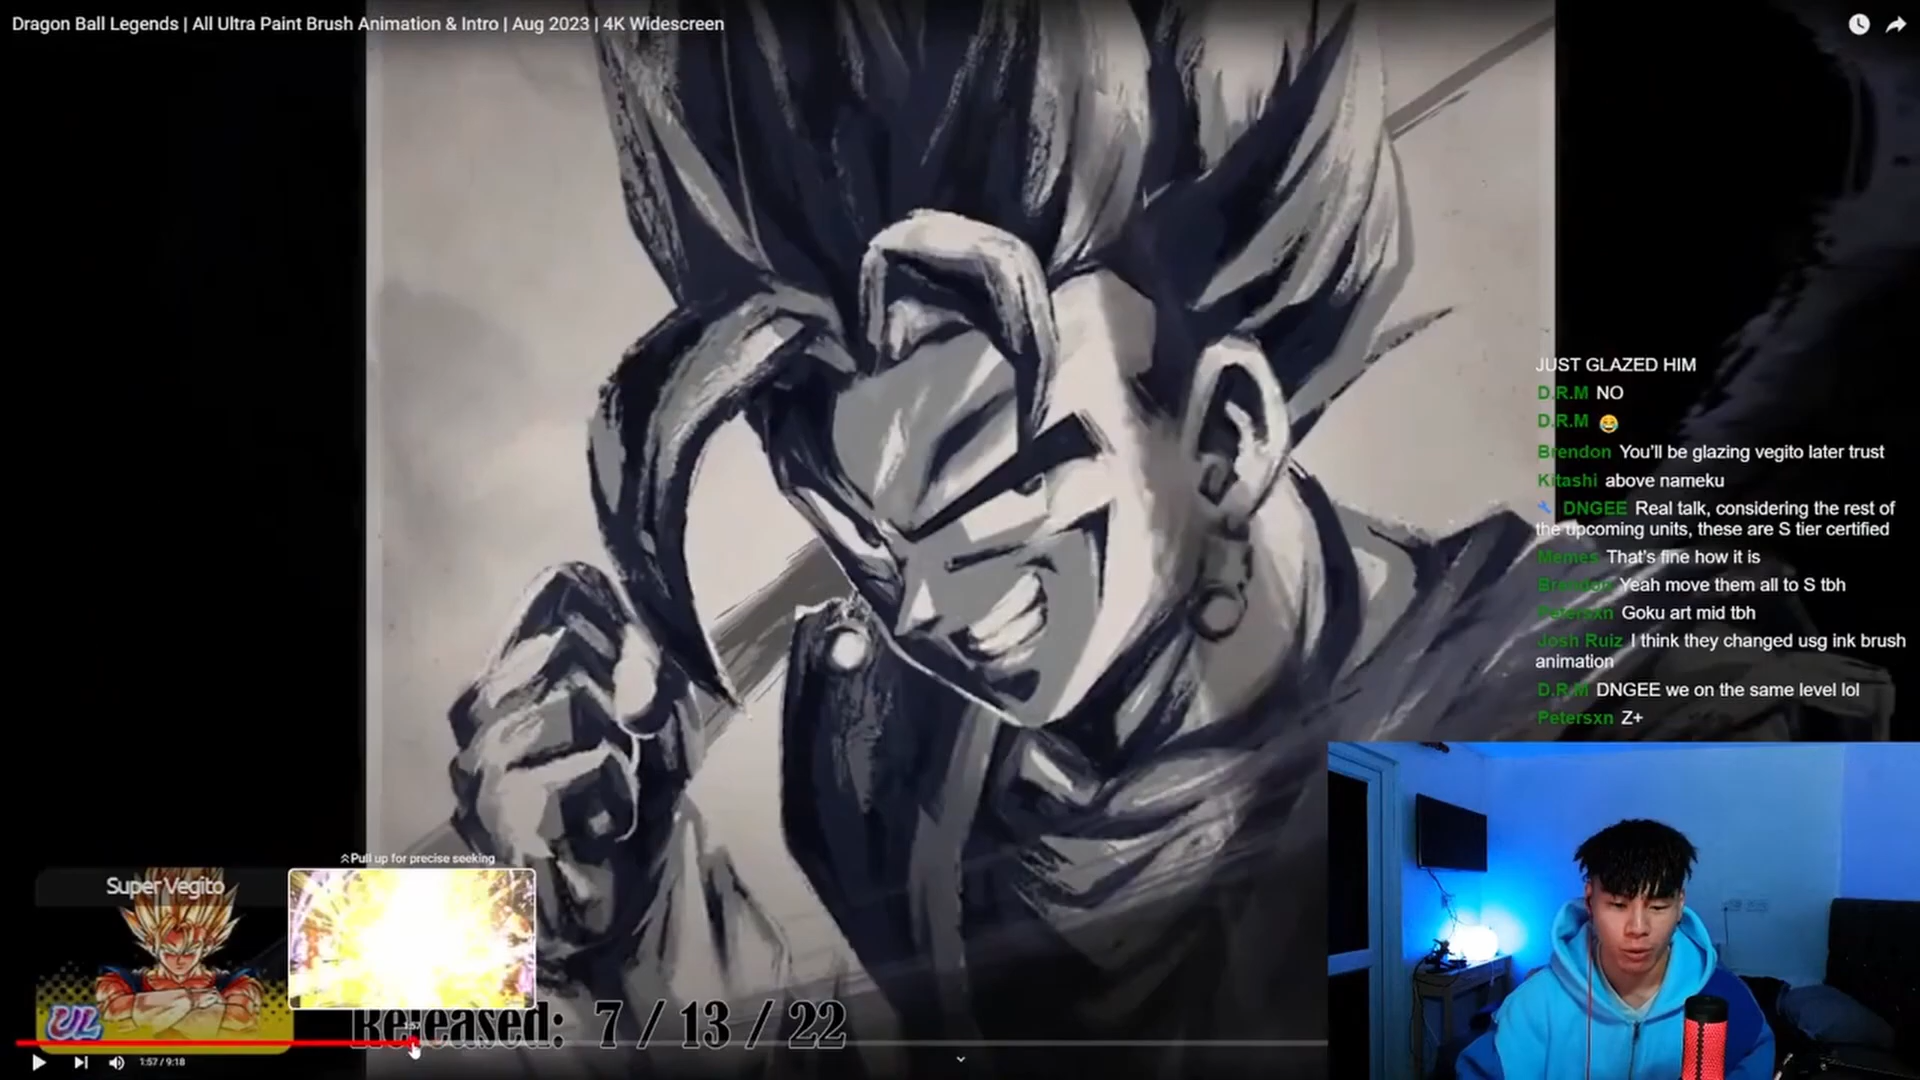 Dragon Ball Legends | All Ultra Paint Brush Animation & Intro | Aug 2023 | 4K Widescreen
JUST GLAZED HIM
D.R.M NO
D.R.M 😂
Brendon You'll be glazing vegito later trust
Kitashi above nameku
DNGEE Real talk, considering the rest of
the upcoming units, these are S tier certified
Memes That's fine how it is
Brendon Yeah move them all to S tbh
Petersxn Goku art mid tbh
Josh Ruiz I think they changed usg ink brush
animation
D.R.M DNGEE we on the same level lol
Petersxn Z+
Pull up for precise seeking
Super Vegito
UL
Released: 7 / 13 / 22
1:57 / 9:18